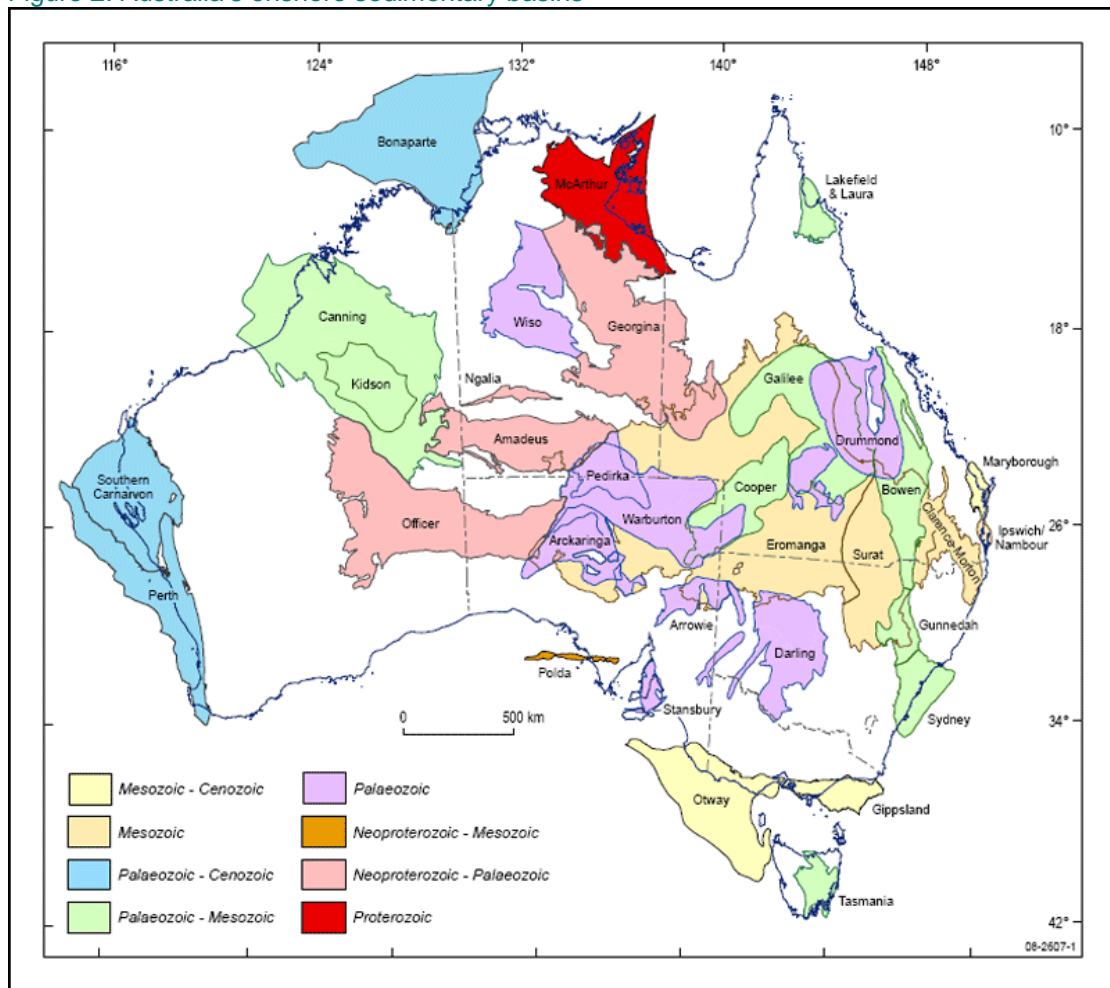 Figure 2. Australia's onshore sedimentary basins
116°
124°
132°
140°
148°
10°
Bonaparte
McArthur
Lakefield
& Laura
Canning
Wiso
Georgina
18°
Kidson
Ngalia
Galilee
Amadeus
Drummond
Maryborough
Southern
Carnarvon
Pedirka
Cooper
Bowen
Officer
Warburton
Clarence-Morton
Ipswich/
Nambour
26°
Arckaringa
Eromanga
Surat
Perth
Arrowie
Gunnedah
Darling
Polda
Stansbury
0
500 km
Sydney
34°
Mesozoic - Cenozoic
Palaeozoic
Otway
Gippsland
Mesozoic
Neoproterozoic - Mesozoic
Palaeozoic - Cenozoic
Neoproterozoic - Palaeozoic
Tasmania
Palaeozoic - Mesozoic
Proterozoic
42°
08-2607-1